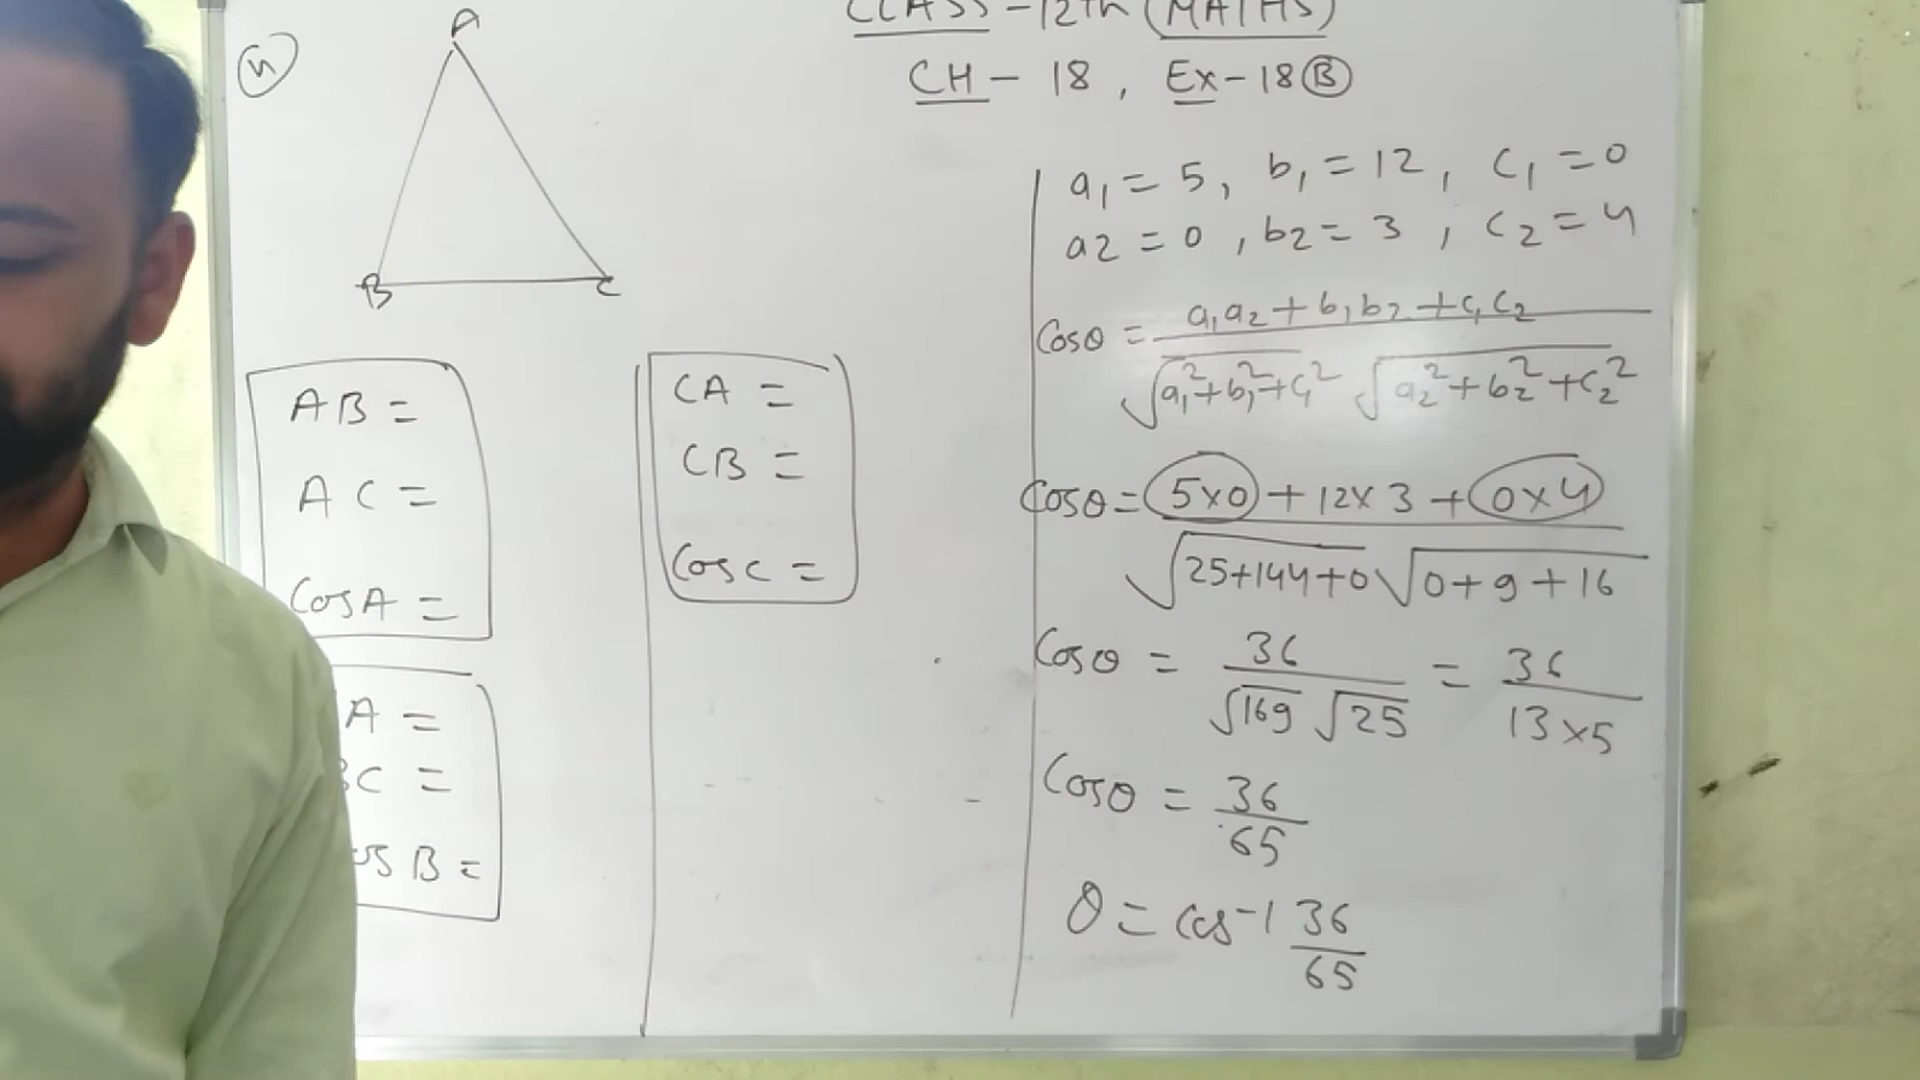 CLASS - 12th (MATHS)
CH - 18, Ex - 18 Ⓑ
n
A
B
C
AB =
AC =
COSA =
A =
BC =
OS B =
CA =
CB =
COSC =
a₁ = 5, b₁ = 12, C₁ = 0
a2 = 0, b2 = 3, C2 = 4
Cosθ = a₁a₂ + b₁b₂ + c₁c₂ / √a₁² + b₁² + c₁² √a₂² + b₂² + c₂²
Cosθ = 5×0 + 12×3 + 0×4 / √25+144+0 √0+9+16
Cosθ = 36 / √169 √25 = 36 / 13×5
Cosθ = 36 / 65
θ = cos-1 36 / 65